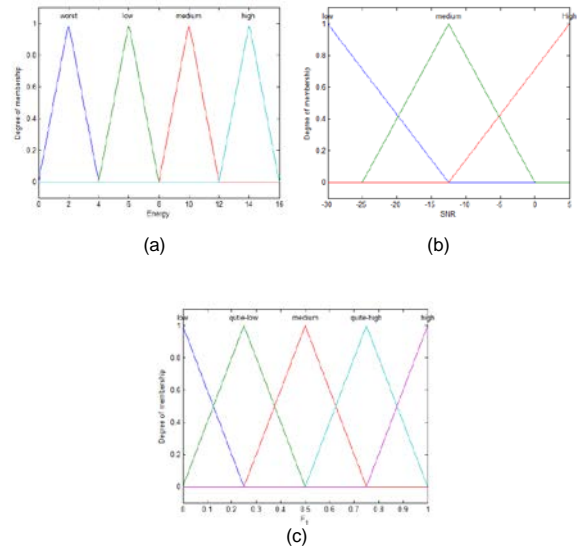 worst low medium high
Degree of membership
1
0.8
0.6
0.4
0.2
0
0 2 4 6 8 10 12 14 16
Energy
(a)
low medium High
Degree of membership
1
0.8
0.6
0.4
0.2
0
-30 -25 -20 -15 -10 -5 0 5
SNR
(b)
low qutie-low medium quite-high high
Degree of membership
1
0.8
0.6
0.4
0.2
0
0 0.1 0.2 0.3 0.4 0.5 0.6 0.7 0.8 0.9 1
(c)